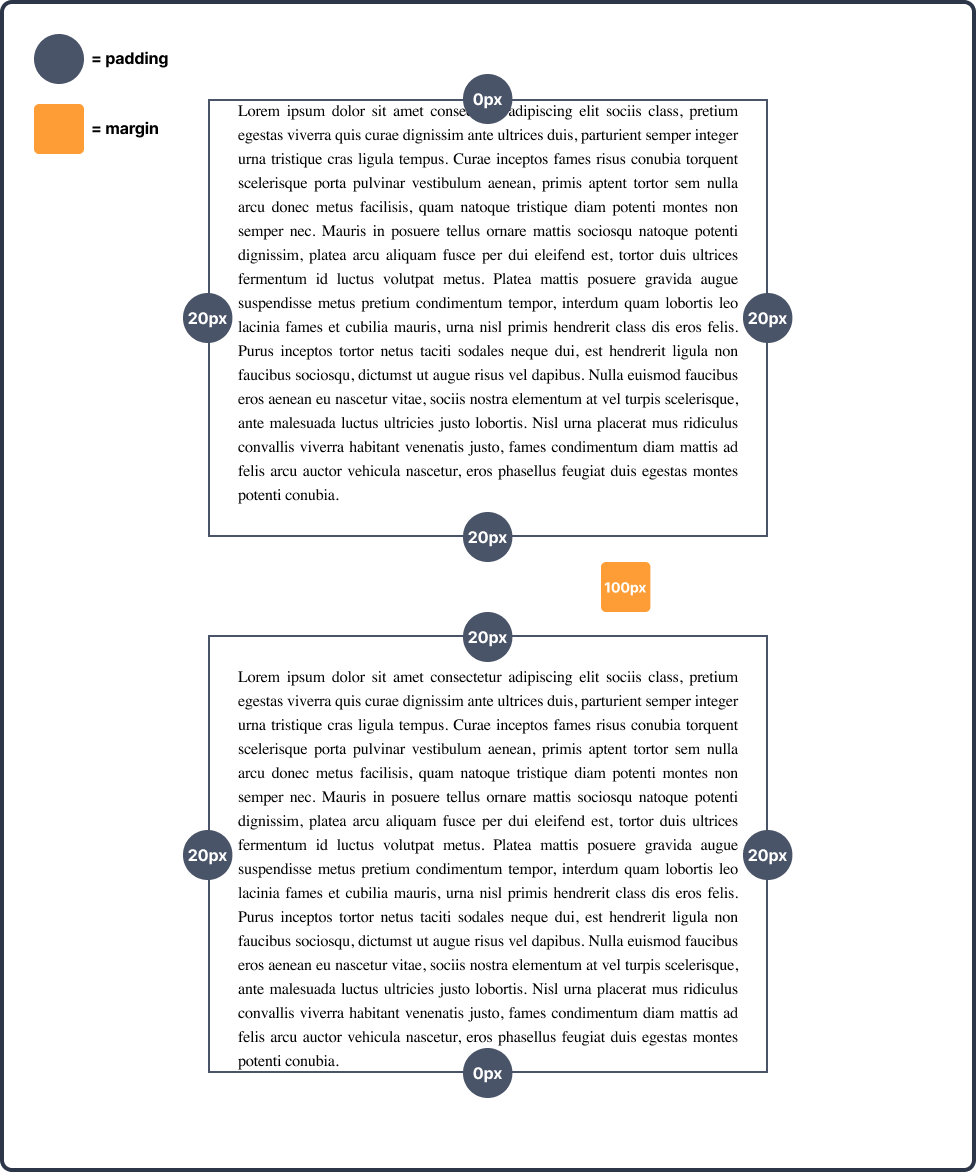 = padding
= margin
0px
Lorem ipsum dolor sit amet adipiscing elit sociis class, pretium
egestas viverra quis curae dignissim ante ultrices duis, parturient semper integer
urna tristique cras ligula tempus. Curae inceptos fames risus conubia torquent
scelerisque porta pulvinar vestibulum aenean, primis aptent tortor sem nulla
arcu donec metus facilisis, quam natoque tristique diam potenti montes non
semper nec. Mauris in posuere tellus ornare mattis sociosqu natoque potenti
dignissim, platea arcu aliquam fusce per dui eleifend est, tortor duis ultrices
fermentum id luctus volutpat metus. Platea mattis posuere gravida augue
suspendisse metus pretium condimentum tempor, interdum quam lobortis leo
20px
20px
lacinia fames et cubilia mauris, urna nisl primis hendrerit class dis eros felis.
Purus inceptos tortor netus taciti sodales neque dui, est hendrerit ligula non
faucibus sociosqu, dictumst ut augue risus vel dapibus. Nulla euismod faucibus
eros aenean eu nascetur vitae, sociis nostra elementum at vel turpis scelerisque,
ante malesuada luctus ultricies justo lobortis. Nisl urna placerat mus ridiculus
convallis viverra habitant venenatis justo, fames condimentum diam mattis ad
felis arcu auctor vehicula nascetur, eros phasellus feugiat duis egestas montes
potenti conubia.
20px
100px
20px
Lorem ipsum dolor sit amet consectetur adipiscing elit sociis class, pretium
egestas viverra quis curae dignissim ante ultrices duis, parturient semper integer
urna tristique cras ligula tempus. Curae inceptos fames risus conubia torquent
scelerisque porta pulvinar vestibulum aenean, primis aptent tortor sem nulla
arcu donec metus facilisis, quam natoque tristique diam potenti montes non
semper nec. Mauris in posuere tellus ornare mattis sociosqu natoque potenti
dignissim, platea arcu aliquam fusce per dui eleifend est, tortor duis ultrices
fermentum id luctus volutpat metus. Platea mattis posuere gravida augue
20px
20px
suspendisse metus pretium condimentum tempor, interdum quam lobortis leo
lacinia fames et cubilia mauris, urna nisl primis hendrerit class dis eros felis.
Purus inceptos tortor netus taciti sodales neque dui, est hendrerit ligula non
faucibus sociosqu, dictumst ut augue risus vel dapibus. Nulla euismod faucibus
eros aenean eu nascetur vitae, sociis nostra elementum at vel turpis scelerisque,
ante malesuada luctus ultricies justo lobortis. Nisl urna placerat mus ridiculus
convallis viverra habitant venenatis justo, fames condimentum diam mattis ad
felis arcu auctor vehicula nascetur, eros phasellus feugiat duis egestas montes
potenti conubia.
0px